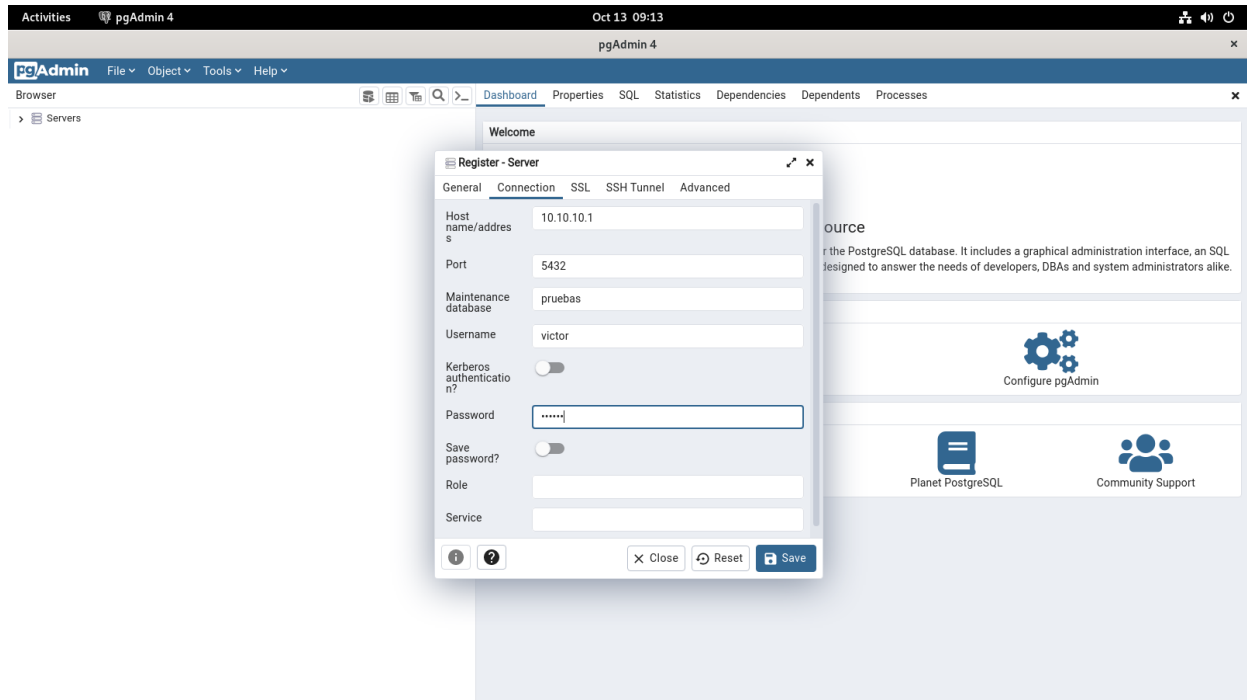 Activities pgAdmin 4 Oct 13 09:13
pgAdmin 4
pgAdmin File Object Tools Help
Browser Dashboard Properties SQL Statistics Dependencies Dependents Processes
Servers
Welcome
Register - Server
General Connection SSL SSH Tunnel Advanced
Host
name/addres
s
10.10.10.1
ource
r the PostgreSQL database. It includes a graphical administration interface, an SQL
designed to answer the needs of developers, DBAs and system administrators alike.
Port 5432
Maintenance
database
pruebas
Username victor
Kerberos
authenticatio
n?
Configure pgAdmin
Password ••••••
Save
password?
Role
Planet PostgreSQL Community Support
Service
Close Reset Save